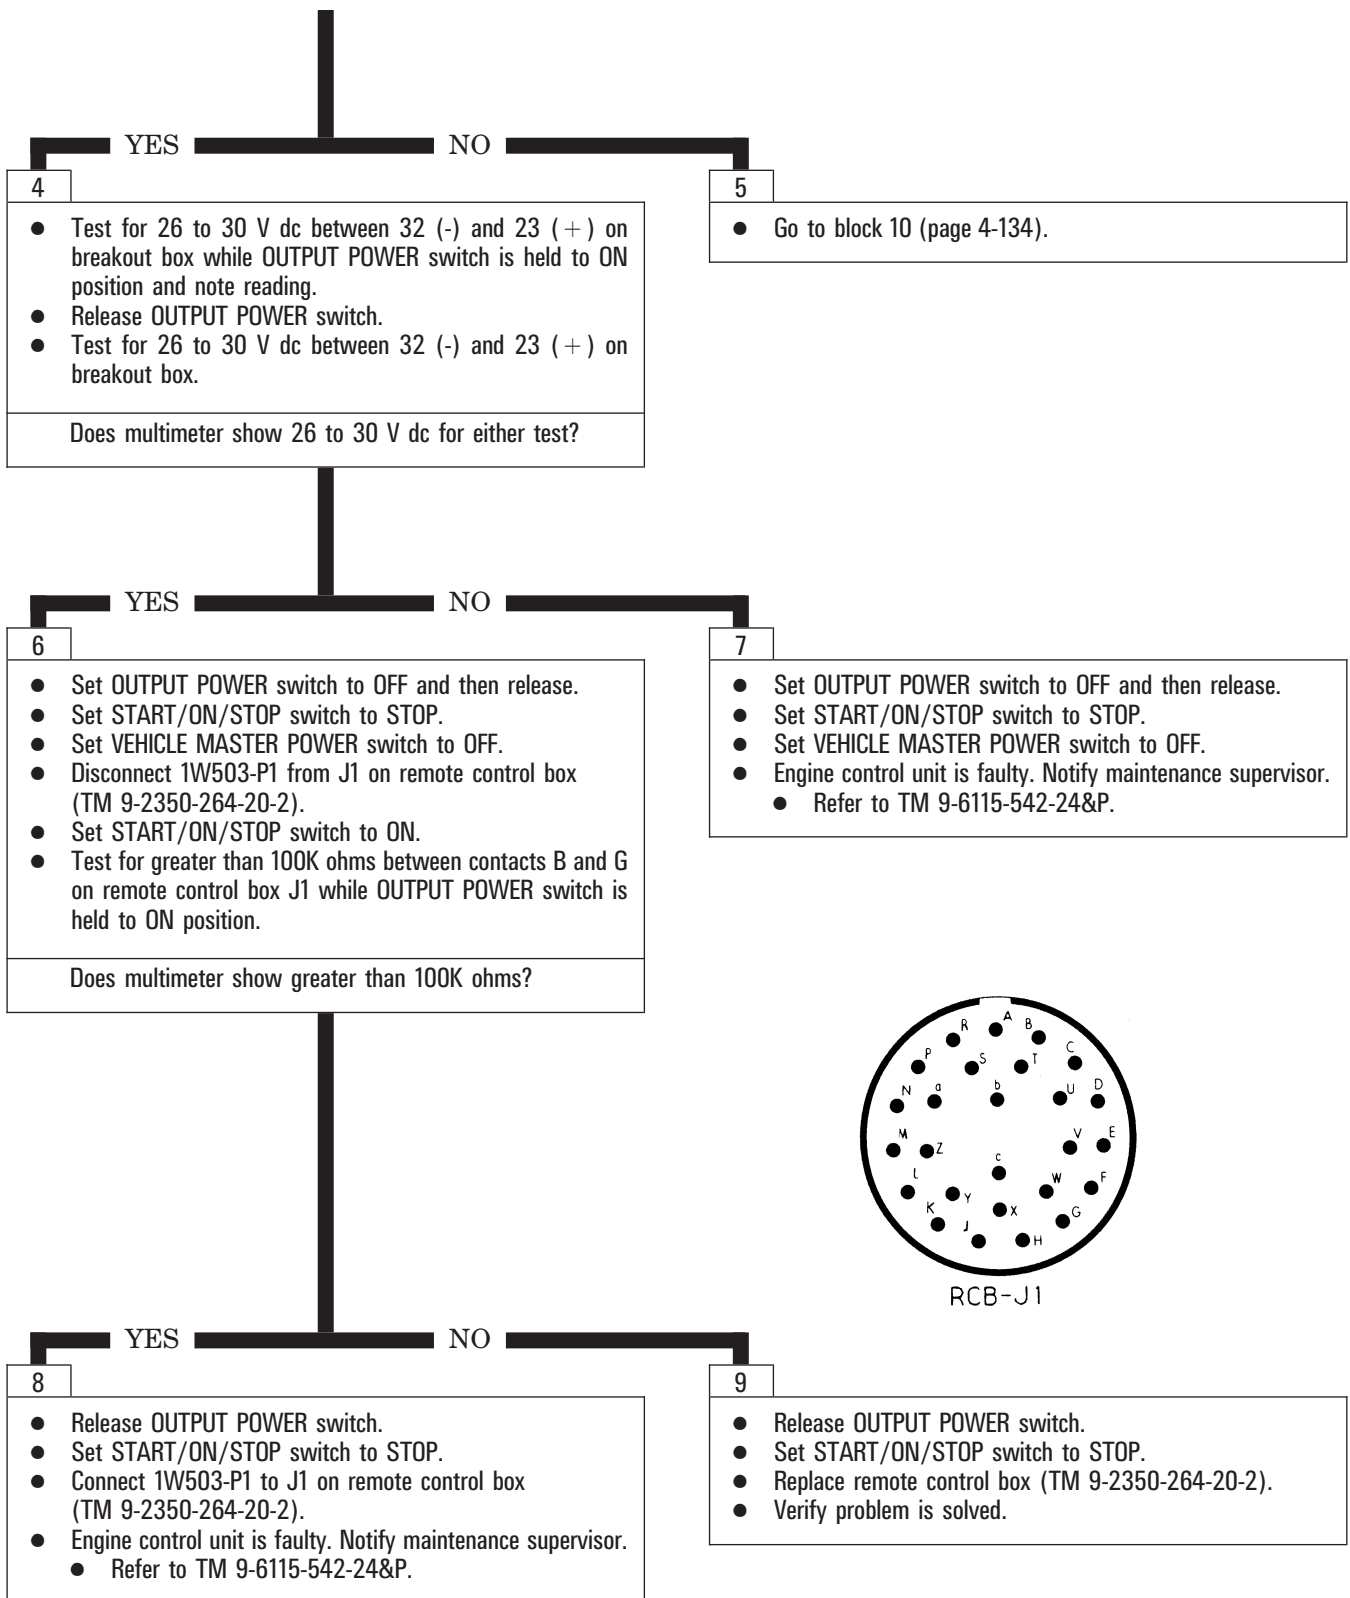 YES NO
4
● Test for 26 to 30 V dc between 32 (-) and 23 (+) on
breakout box while OUTPUT POWER switch is held to ON
position and note reading.
● Release OUTPUT POWER switch.
● Test for 26 to 30 V dc between 32 (-) and 23 (+) on
breakout box.
Does multimeter show 26 to 30 V dc for either test?
5
● Go to block 10 (page 4-134).
YES NO
6
● Set OUTPUT POWER switch to OFF and then release.
● Set START/ON/STOP switch to STOP.
● Set VEHICLE MASTER POWER switch to OFF.
● Disconnect 1W503-P1 from J1 on remote control box
(TM 9-2350-264-20-2).
● Set START/ON/STOP switch to ON.
● Test for greater than 100K ohms between contacts B and G
on remote control box J1 while OUTPUT POWER switch is
held to ON position.
Does multimeter show greater than 100K ohms?
7
● Set OUTPUT POWER switch to OFF and then release.
● Set START/ON/STOP switch to STOP.
● Set VEHICLE MASTER POWER switch to OFF.
● Engine control unit is faulty. Notify maintenance supervisor.
● Refer to TM 9-6115-542-24&P.
R A B
P S T C
N a b U D
M Z V E
L c W F
K Y X G
J H
RCB-J1
YES NO
8
● Release OUTPUT POWER switch.
● Set START/ON/STOP switch to STOP.
● Connect 1W503-P1 to J1 on remote control box
(TM 9-2350-264-20-2).
● Engine control unit is faulty. Notify maintenance supervisor.
● Refer to TM 9-6115-542-24&P.
9
● Release OUTPUT POWER switch.
● Set START/ON/STOP switch to STOP.
● Replace remote control box (TM 9-2350-264-20-2).
● Verify problem is solved.